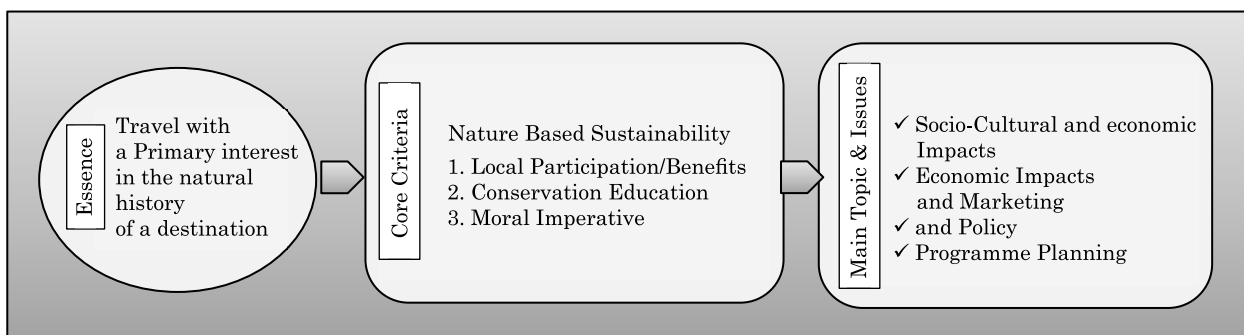 Essence
Travel with
a Primary interest
in the natural
history
of a destination
Core Criteria
Nature Based Sustainability
1. Local Participation/Benefits
2. Conservation Education
3. Moral Imperative
Main Topic & Issues
✓ Socio-Cultural and economic
Impacts
✓ Economic Impacts
and Marketing
✓ and Policy
✓ Programme Planning